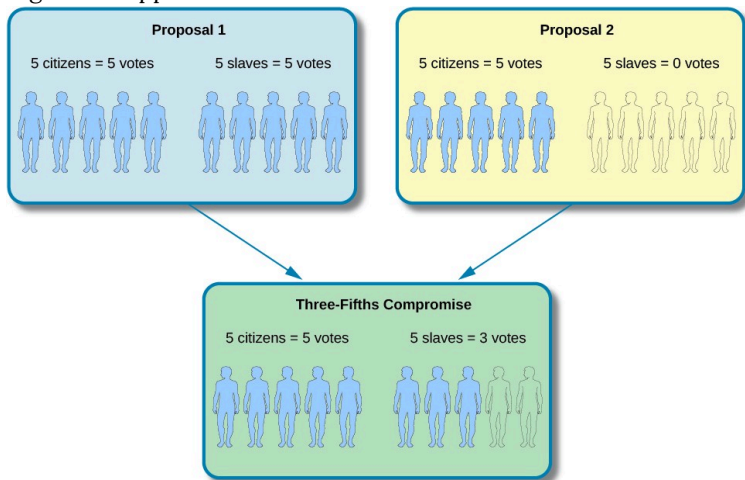 Proposal 1
5 citizens = 5 votes 5 slaves = 5 votes
Proposal 2
5 citizens = 5 votes 5 slaves = 0 votes
Three-Fifths Compromise
5 citizens = 5 votes 5 slaves = 3 votes